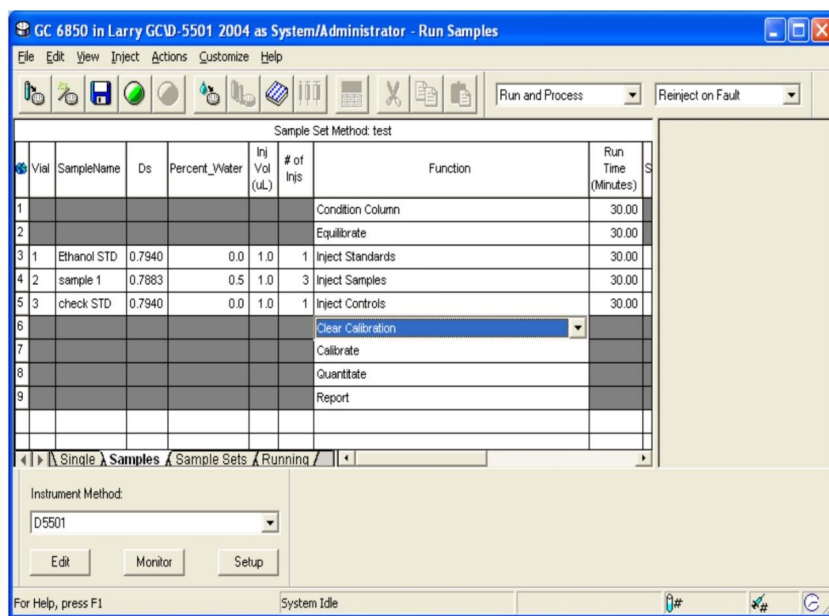 GC 6850 in Larry GC\D-5501 2004 as System/Administrator - Run Samples
File Edit View Inject Actions Customize Help
Run and Process Reinject on Fault
Sample Set Method: test
Vial SampleName Ds Percent_Water Inj Vol (uL) # of Injs Function Run Time (Minutes) S
1 Condition Column 30.00
2 Equilibrate 30.00
3 1 Ethanol STD 0.7940 0.0 1.0 1 Inject Standards 30.00
4 2 sample 1 0.7883 0.5 1.0 3 Inject Samples 30.00
5 3 check STD 0.7940 0.0 1.0 1 Inject Controls 30.00
6 Clear Calibration
7 Calibrate
8 Quantitate
9 Report
Single Samples Sample Sets Running
Instrument Method:
D5501
Edit Monitor Setup
For Help, press F1 System Idle # #